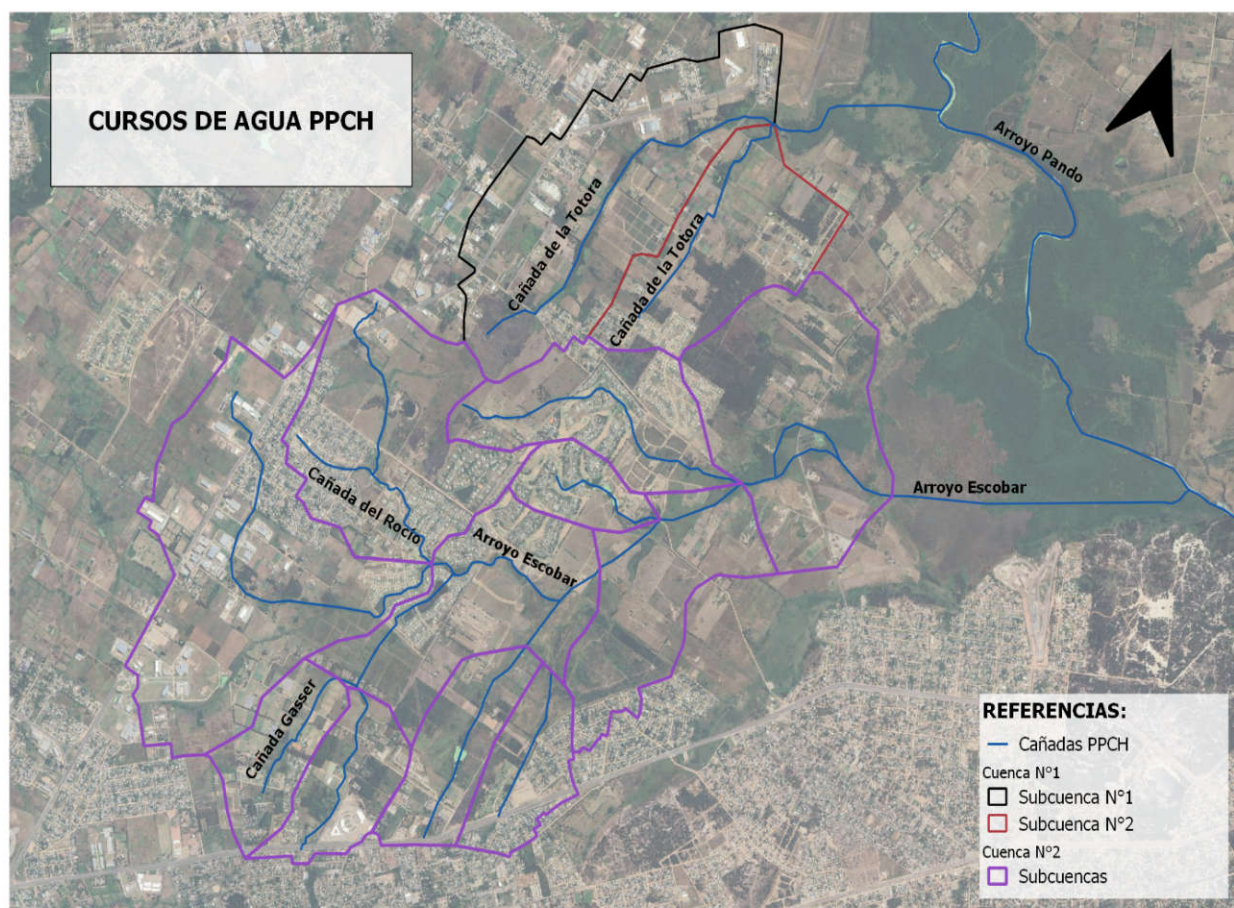 CURSOS DE AGUA PPCH
Arroyo Pando
Cañada de la Totora
Cañada de la Totora
Arroyo Escobar
Cañada del Rocío
Arroyo Escobar
Cañada Gasser
REFERENCIAS:
Cañadas PPCH
Cuenca N°1
Subcuenca N°1
Subcuenca N°2
Cuenca N°2
Subcuencas